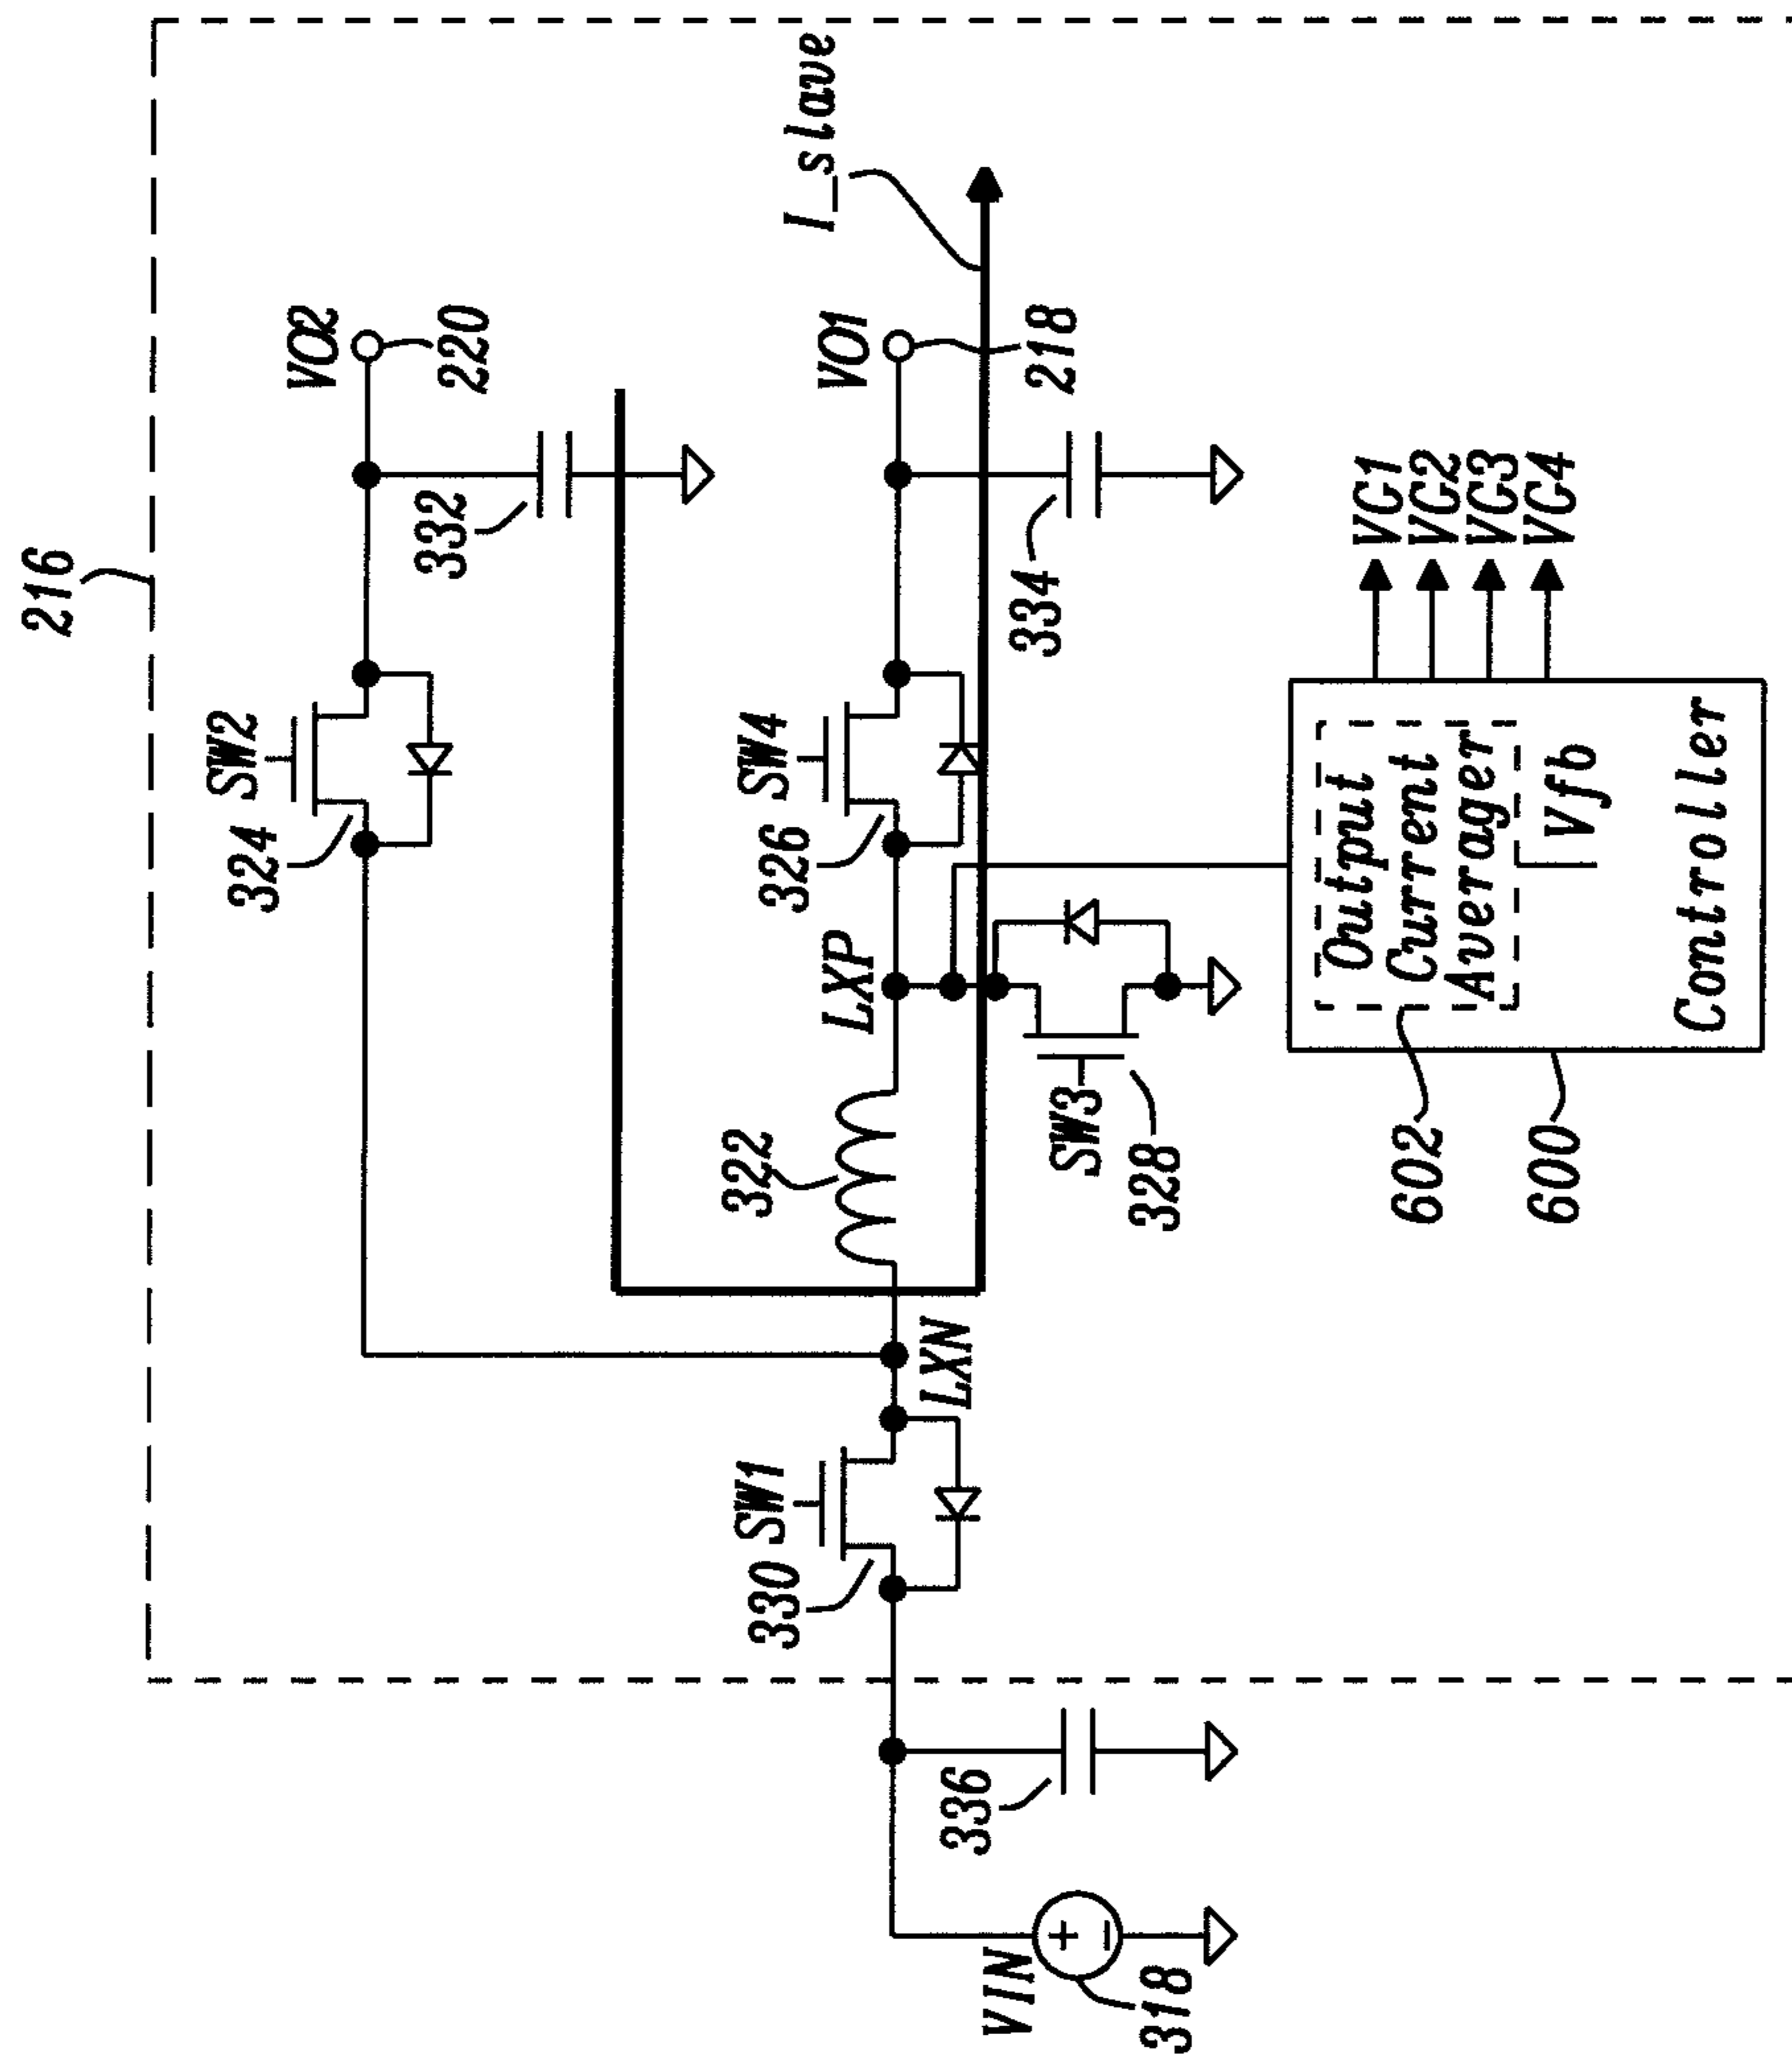 216
VO2
220
332
SW2
324
I_slave
VO1
218
334
SW4
326
LXP
322
SW3
328
LXN
SW1
330
336
VIN
318
VC1
VC2
VC3
VC4
Output
Current
Averager
Vfb
Controller
602
600